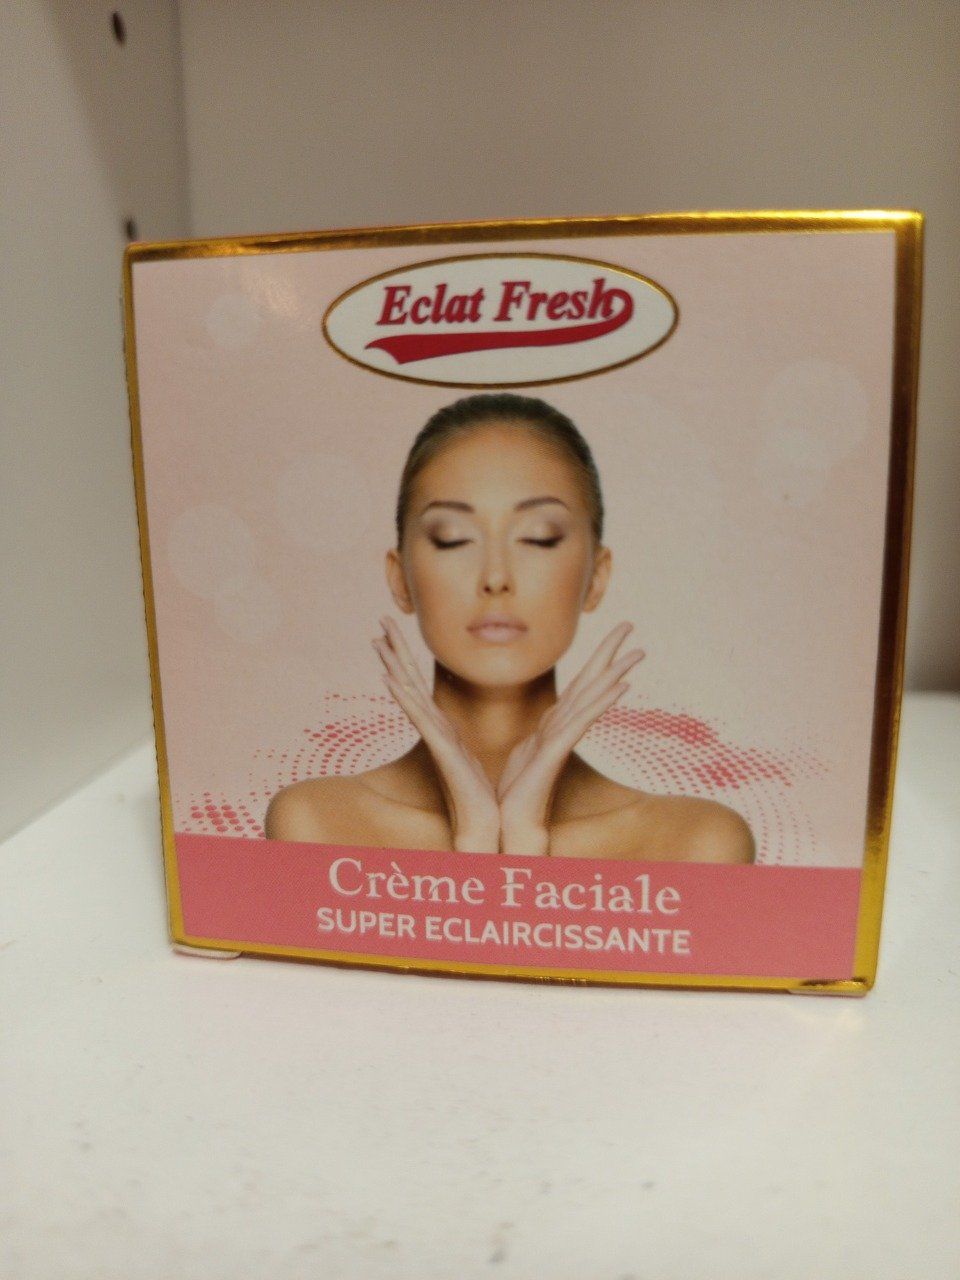 Eclat Fresh
Crème Faciale
SUPER ECLAIRCISSANTE